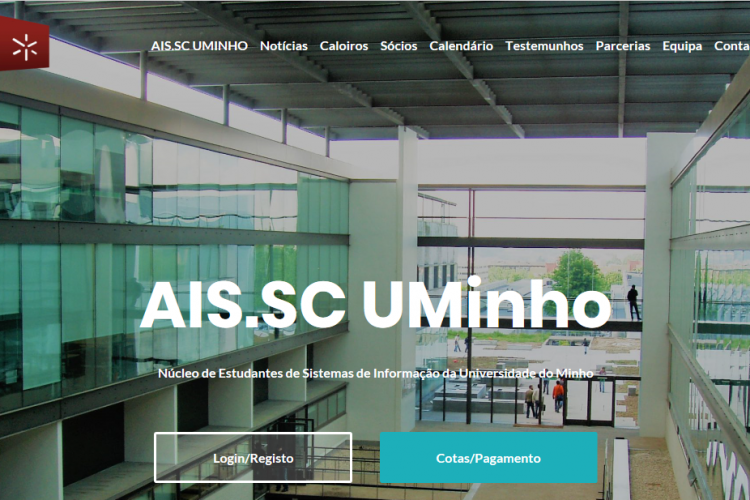 AIS.SC UMINHO Notícias Caloiros Sócios Calendário Testemunhos Parcerias Equipa Conta
AIS.SC UMinho
Núcleo de Estudantes de Sistemas de Informação da Universidade do Minho
Login/Registo Cotas/Pagamento